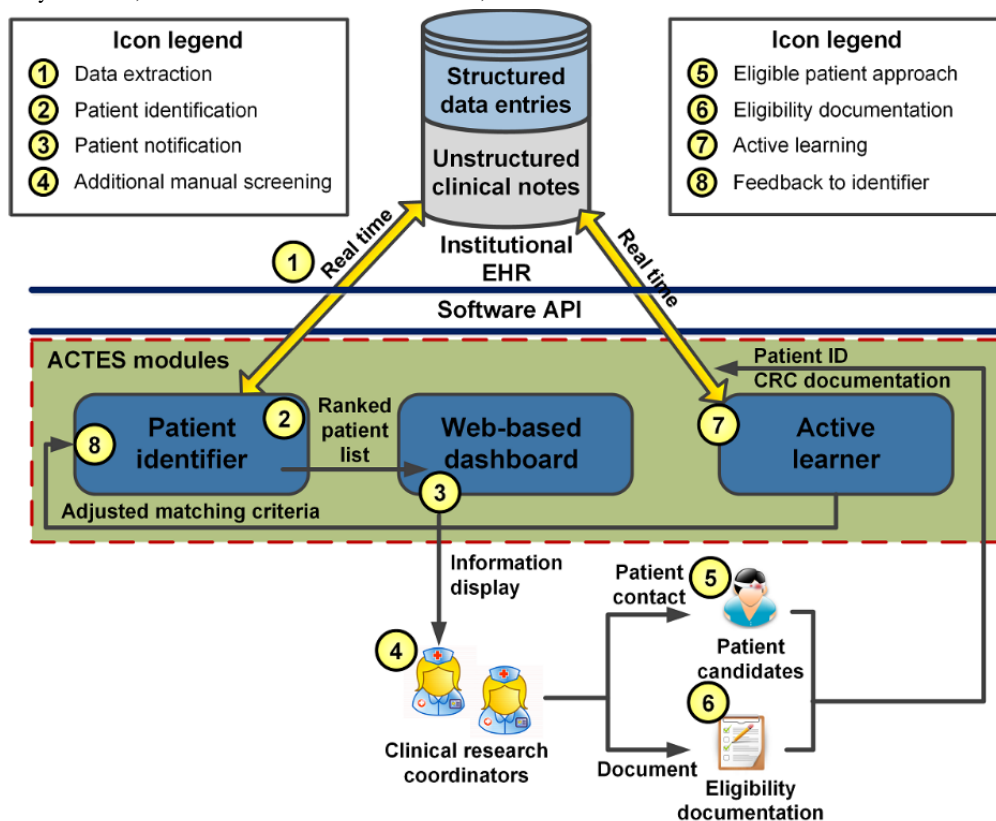 Icon legend
1 Data extraction
2 Patient identification
3 Patient notification
4 Additional manual screening
Structured
data entries
Unstructured
clinical notes
Icon legend
5 Eligible patient approach
6 Eligibility documentation
7 Active learning
8 Feedback to identifier
1
Real time
Institutional
EHR
Real time
Software API
ACTES modules
Patient ID
CRC documentation
2
Patient
identifier
8
Ranked
patient
list
Web-based
dashboard
3
7
Active
learner
Adjusted matching criteria
Information
display
4
Clinical research
coordinators
Patient
contact
5
Patient
candidates
6
Document
Eligibility
documentation